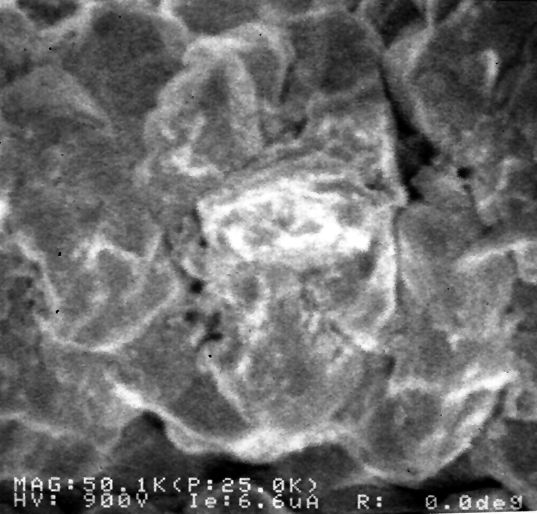 MAG:50.1K(P:25.0K)
HV: 900V Ie:6.6uA R: 0.0deg